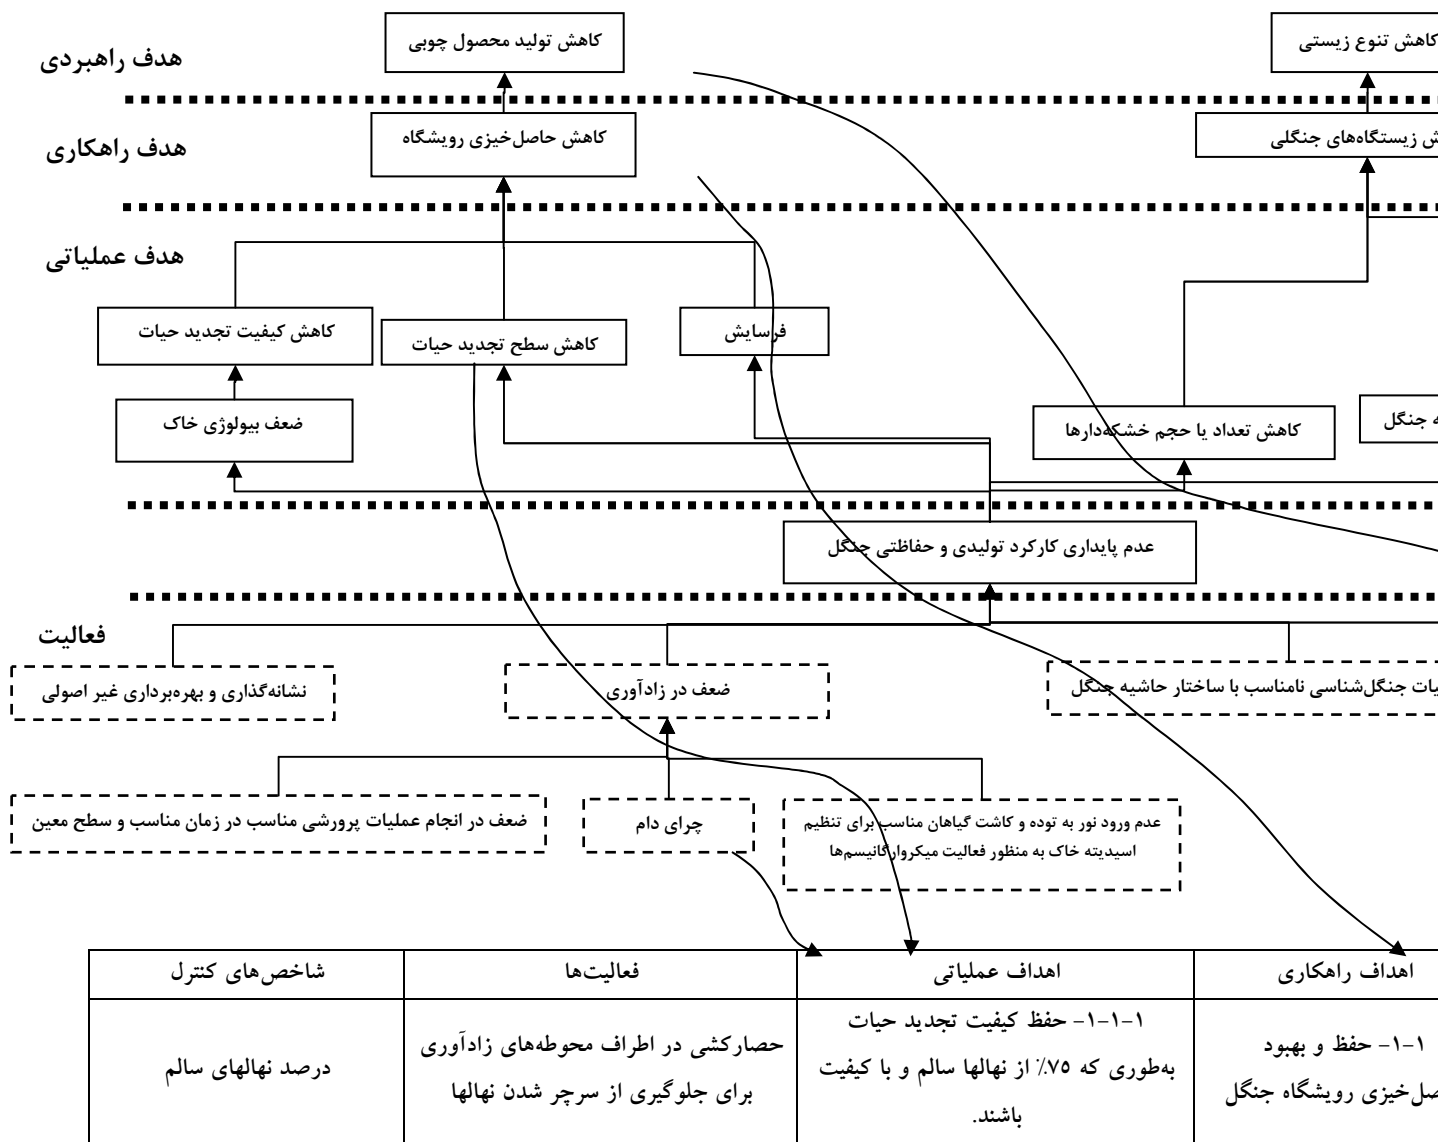 هدف راهبردی
کاهش تولید محصول چوبی
کاهش تنوع زیستی
هدف راهکاری
کاهش حاصل‌خیزی رویشگاه
زیستگاه‌های جنگلی
هدف عملیاتی
کاهش کیفیت تجدید حیات
کاهش سطح تجدید حیات
فرسایش
ضعف بیولوژی خاک
کاهش تعداد یا حجم خشکه‌دارها
جنگل
عدم پایداری کارکرد تولیدی و حفاظتی جنگل
فعالیت
نشانه‌گذاری و بهره‌برداری غیر اصولی
ضعف در زادآوری
جنگل‌شناسی نامناسب با ساختار حاشیه جنگل
ضعف در انجام عملیات پرورشی مناسب در زمان مناسب و سطح معین
چرای دام
عدم ورود نور به توده و کاشت گیاهان مناسب برای تنظیم
اسیدیته خاک به منظور فعالیت میکروارگانیسم‌ها
اهداف راهکاری
اهداف عملیاتی
فعالیت‌ها
شاخص‌های کنترل
۱-۱- حفظ و بهبود
رویشگاه جنگل
۱-۱-۱- حفظ کیفیت تجدید حیات
به‌طوری که ۷۵٪ از نهالها سالم و با کیفیت
باشند.
حصارکشی در اطراف محوطه‌های زادآوری
برای جلوگیری از سرچر شدن نهالها
درصد نهالهای سالم